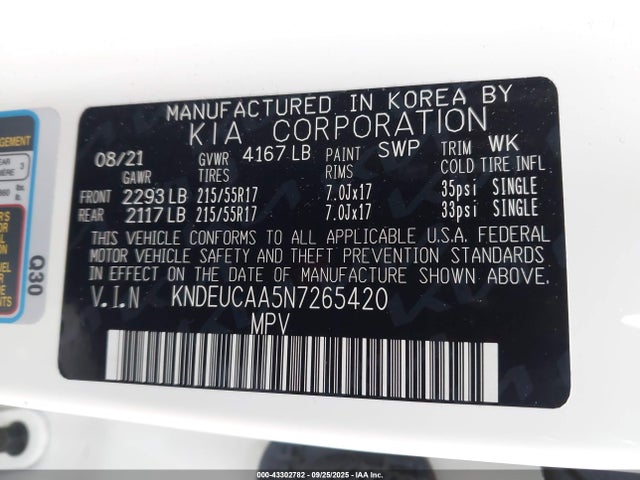 MANUFACTURED IN KOREA BY
KIA CORPORATION
08/21 GVWR 4167 LB PAINT SWP TRIM WK
GAWR TIRES RIMS COLD TIRE INFL
FRONT 2293 LB 215/55R17 7.0Jx17 35psi SINGLE
REAR 2117 LB 215/55R17 7.0Jx17 33psi SINGLE
THIS VEHICLE CONFORMS TO ALL APPLICABLE U.S.A. FEDERAL
MOTOR VEHICLE SAFETY AND THEFT PREVENTION STANDARDS
IN EFFECT ON THE DATE OF MANUFACTURE SHOWN ABOVE.
V.I.N KNDEUCAA5N7265420
MPV
Q30
000-43302782 - 09/25/2025 - IAA Inc.